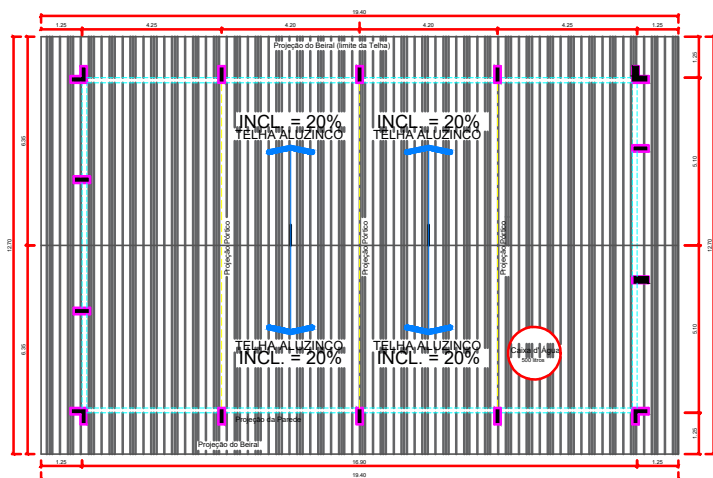 19.40
1.25 4.25 4.20 4.20 4.25 1.25
Projeção do Beiral (limite da Telha)
1.25
INCL. = 20% INCL. = 20%
TELHA ALUZINCO TELHA ALUZINCO
6.35
5.10
Projeção Pórtico
Projeção Pórtico
Projeção Pórtico
12.70
12.70
6.35
5.10
TELHA ALUZINCO TELHA ALUZINCO
INCL. = 20% INCL. = 20%
Caixa d'Água
500 litros
Projeção da Parede
1.25
Projeção do Beiral
1.25 16.90 1.25
19.40